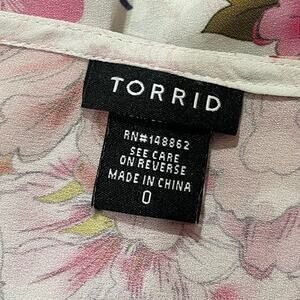 TORRID
RN#148862
SEE CARE
ON REVERSE
MADE IN CHINA
0